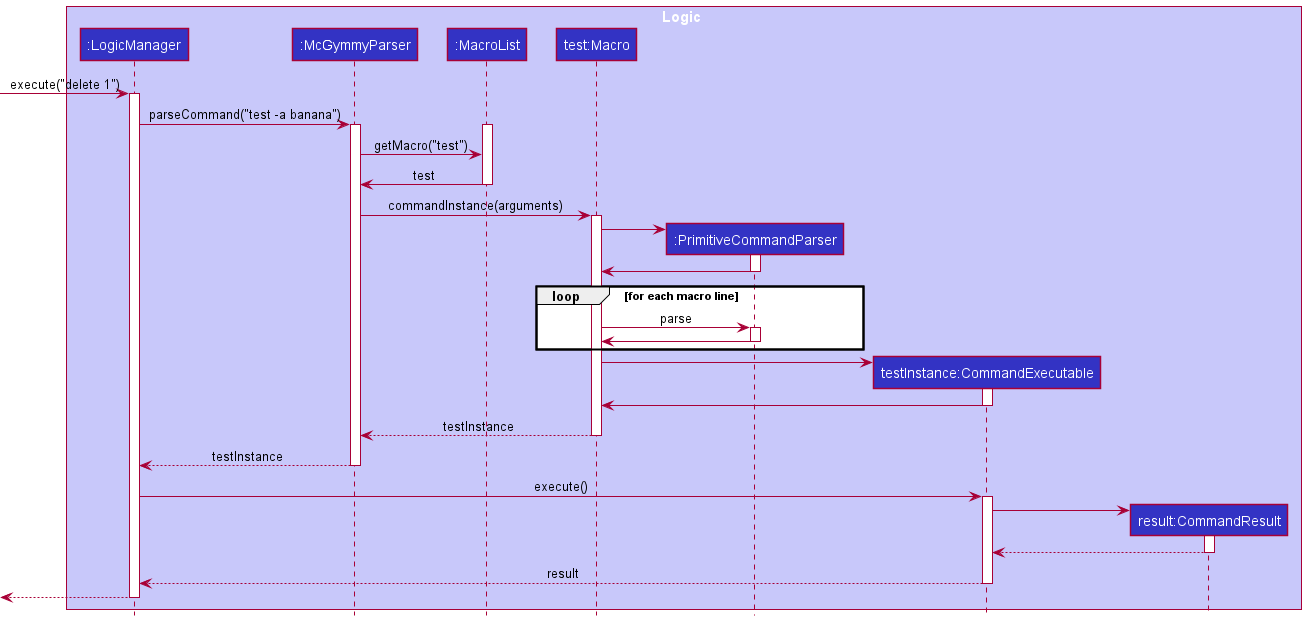 Logic
:LogicManager
:McGymmyParser
:MacroList
test:Macro
execute("delete 1")
parseCommand("test -a banana")
getMacro("test")
test
commandInstance(arguments)
:PrimitiveCommandParser
loop
[for each macro line]
parse
testInstance:CommandExecutable
testInstance
testInstance
execute()
result:CommandResult
result